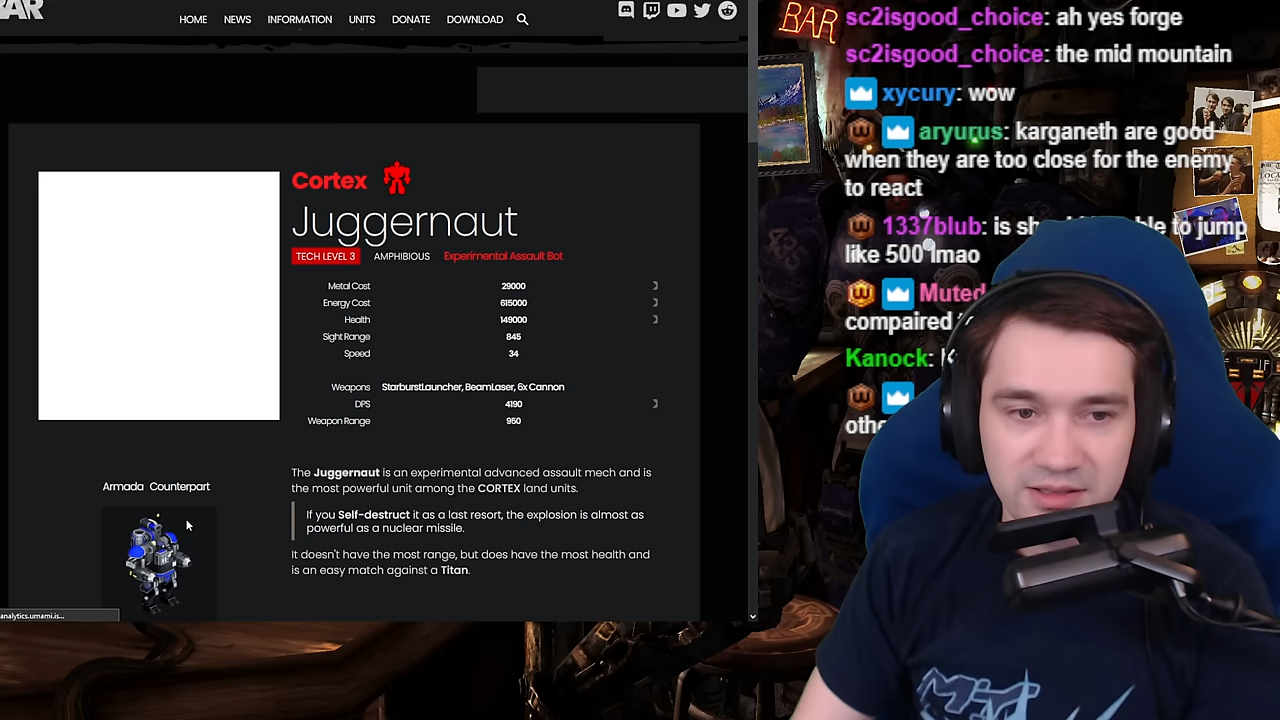 BAR
HOME NEWS INFORMATION UNITS DONATE DOWNLOAD
Cortex
Juggernaut
TECH LEVEL 3 AMPHIBIOUS Experimental Assault Bot
Metal Cost 29000
Energy Cost 615000
Health 149000
Sight Range 845
Speed 34
Weapons StarburstLauncher, BeamLaser, 6x Cannon
DPS 4190
Weapon Range 950
The Juggernaut is an experimental advanced assault mech and is
the most powerful unit among the CORTEX land units.
If you Self-destruct it as a last resort, the explosion is almost as
powerful as a nuclear missile.
It doesn't have the most range, but does have the most health and
is an easy match against a Titan.
Armada Counterpart
analytics.umami.is...
BAR
sc2isgood_choice: ah yes forge
sc2isgood_choice: the mid mountain
xycury: wow
aryurus: karganeth are good
when they are too close for the enemy
to react
1337blub: is to jump
like 500 lmao
Muted
compaired
Kanock: